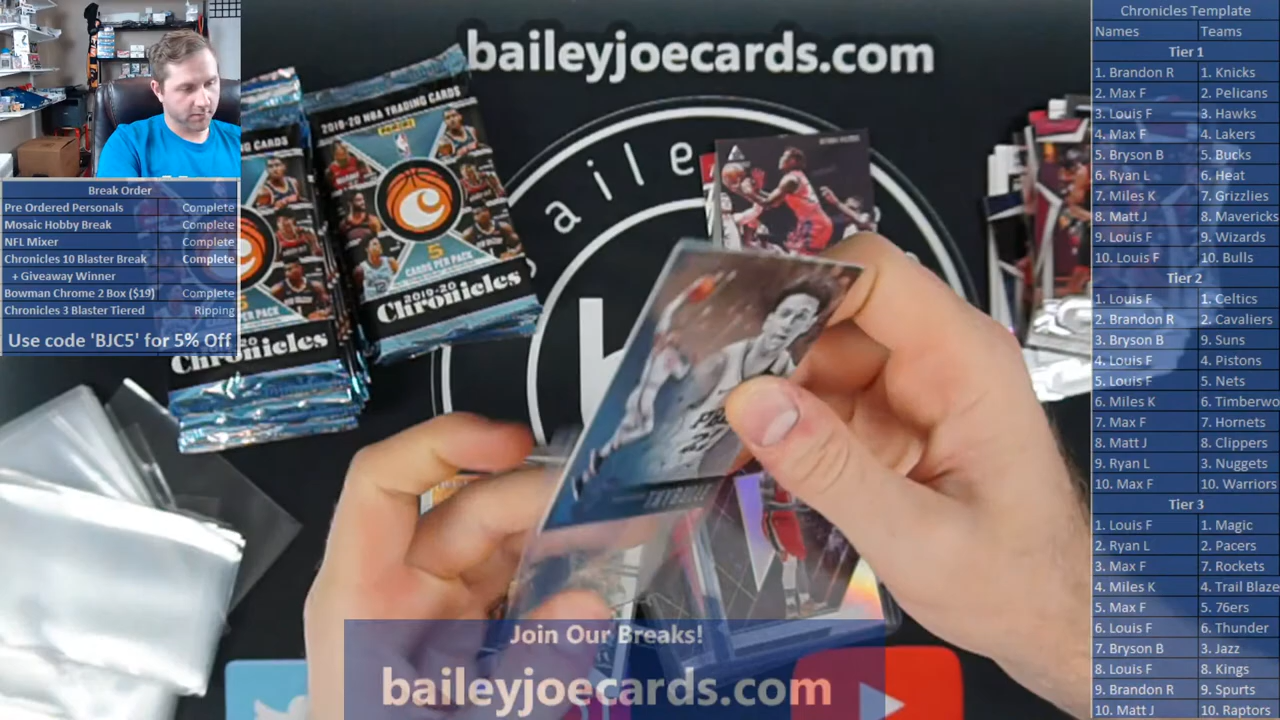 baileyjoecards.com
Break Order
Pre Ordered Personals Complete
Mosaic Hobby Break Complete
NFL Mixer Complete
Chronicles 10 Blaster Break Complete
+ Giveaway Winner
Bowman Chrome 2 Box ($19) Complete
Chronicles 3 Blaster Tiered Ripping
Use code 'BJC5' for 5% Off
2019-20 NBA TRADING CARDS
PANINI
5
CARDS PER PACK
2019-20
Chronicles
CARDS
PER PACK
Chronicles
aile
THYBULLE
Join Our Breaks!
baileyjoecards.com
Chronicles Template
Names Teams
Tier 1
1. Brandon R 1. Knicks
2. Max F 2. Pelicans
3. Louis F 3. Hawks
4. Max F 4. Lakers
5. Bryson B 5. Bucks
6. Ryan L 6. Heat
7. Miles K 7. Grizzlies
8. Matt J 8. Mavericks
9. Louis F 9. Wizards
10. Louis F 10. Bulls
Tier 2
1. Louis F 1. Celtics
2. Brandon R 2. Cavaliers
3. Bryson B 9. Suns
4. Louis F 4. Pistons
5. Louis F 5. Nets
6. Miles K 6. Timberwo
7. Max F 7. Hornets
8. Matt J 8. Clippers
9. Ryan L 3. Nuggets
10. Max F 10. Warriors
Tier 3
1. Louis F 1. Magic
2. Ryan L 2. Pacers
3. Max F 7. Rockets
4. Miles K 4. Trail Blaze
5. Max F 5. 76ers
6. Louis F 6. Thunder
7. Bryson B 3. Jazz
8. Louis F 8. Kings
9. Brandon R 9. Spurts
10. Matt J 10. Raptors